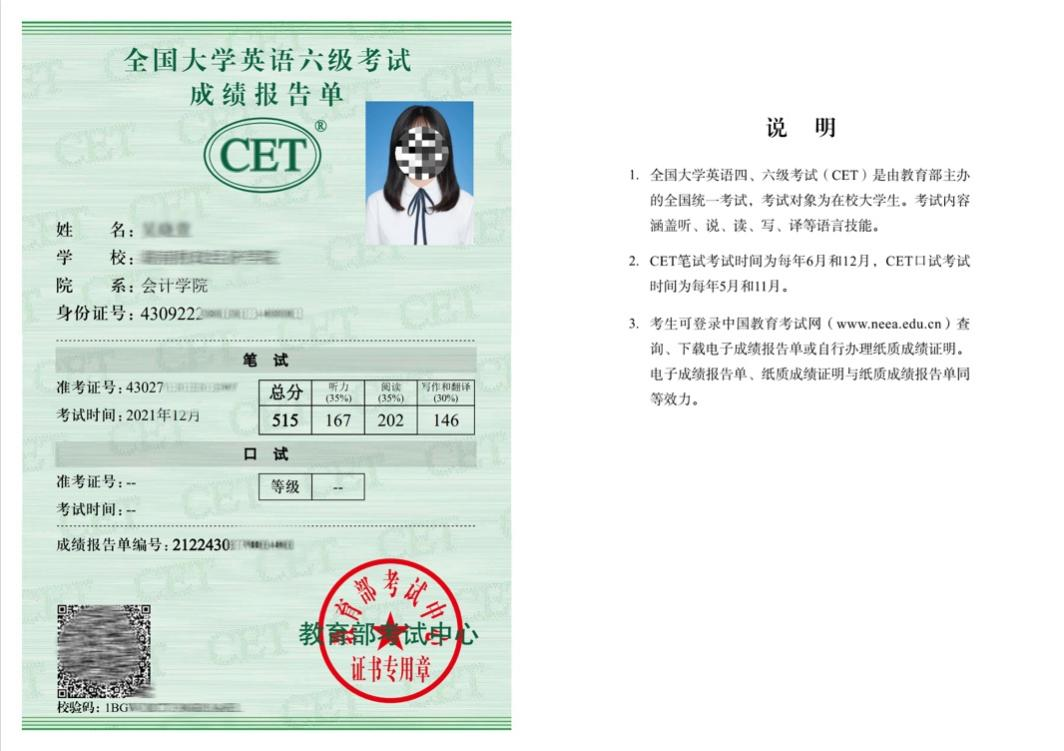 全国大学英语六级考试
成绩报告单
CET®
姓 名:
学 校:
院 系: 会计学院
身份证号: 4309222
笔 试
准考证号: 43027
考试时间: 2021年12月
总分 听力(35%) 阅读(35%) 写作和翻译(30%)
515 167 202 146
口 试
准考证号: --
考试时间: --
等级 --
成绩报告单编号: 2122430
教育部考试中心
教育部考试中心
证书专用章
校验码: 1BG
说 明
1. 全国大学英语四、六级考试（CET）是由教育部主办
的全国统一考试，考试对象为在校大学生。考试内容
涵盖听、说、读、写、译等语言技能。
2. CET笔试考试时间为每年6月和12月，CET口试考试
时间为每年5月和11月。
3. 考生可登录中国教育考试网（www.neea.edu.cn）查
询、下载电子成绩报告单或自行办理纸质成绩证明。
电子成绩报告单、纸质成绩证明与纸质成绩报告单同
等效力。